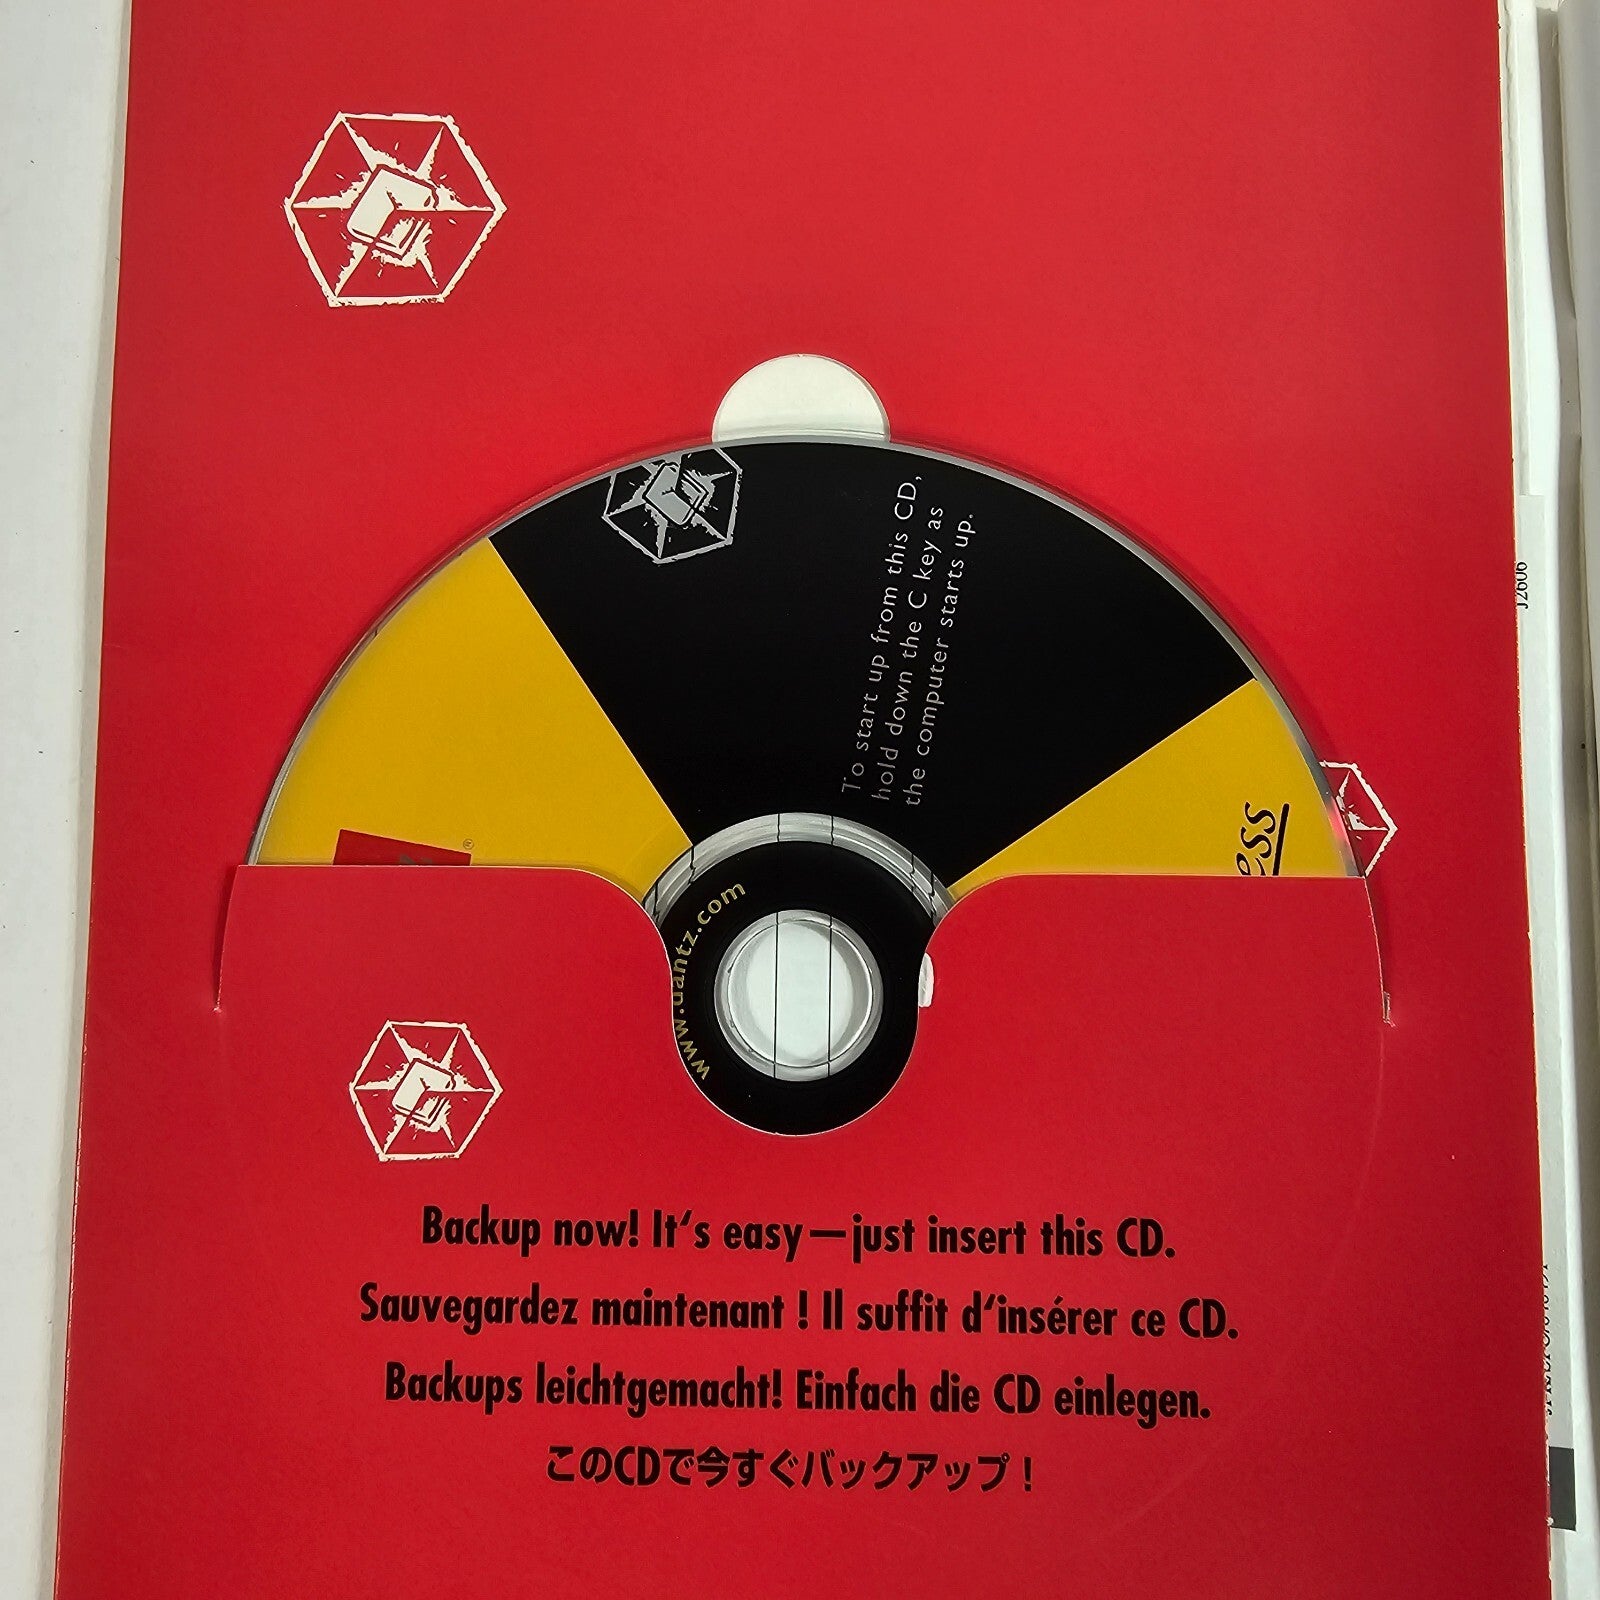 To start up from this CD,
hold down the C key as
the computer starts up.
ess
®
www.dantz.com
J2606
Backup now! It‘s easy—just insert this CD.
Sauvegardez maintenant ! Il suffit d‘insérer ce CD.
Backups leichtgemacht! Einfach die CD einlegen.
このCDで今すぐバックアップ！